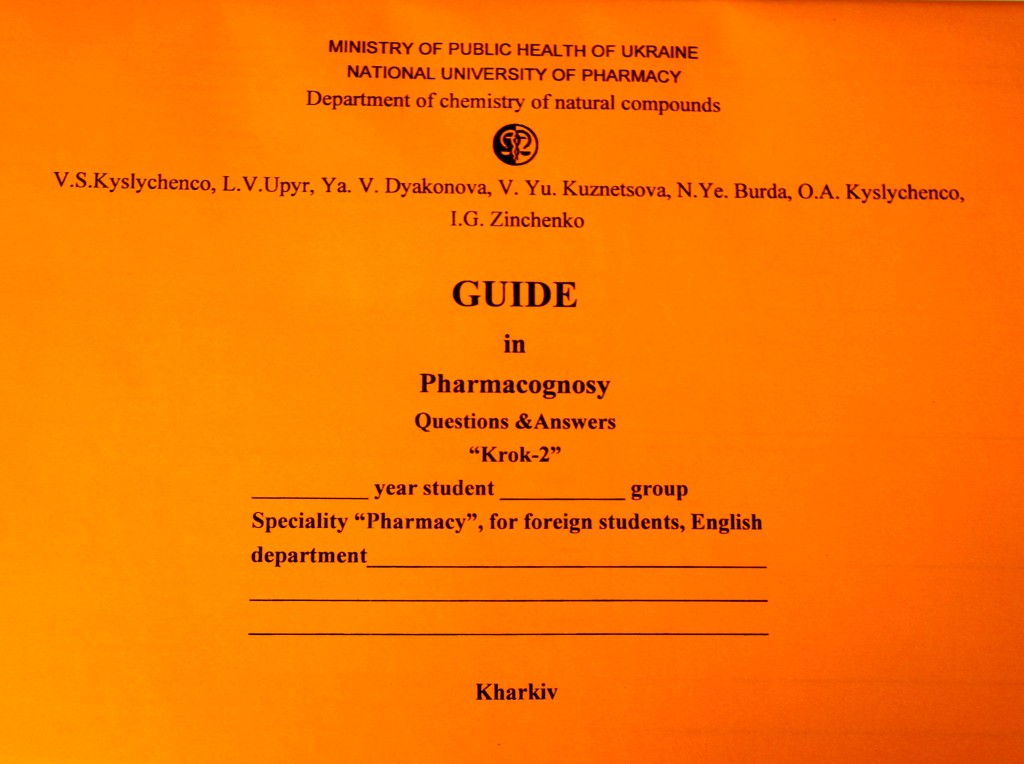 MINISTRY OF PUBLIC HEALTH OF UKRAINE
NATIONAL UNIVERSITY OF PHARMACY
Department of chemistry of natural compounds
V.S.Kyslychenco, L.V.Upyr, Ya. V. Dyakonova, V. Yu. Kuznetsova, N.Ye. Burda, O.A. Kyslychenco,
I.G. Zinchenko
GUIDE
in
Pharmacognosy
Questions &Answers
“Krok-2”
__________ year student ___________ group
Speciality “Pharmacy”, for foreign students, English
department___________________________________
Kharkiv